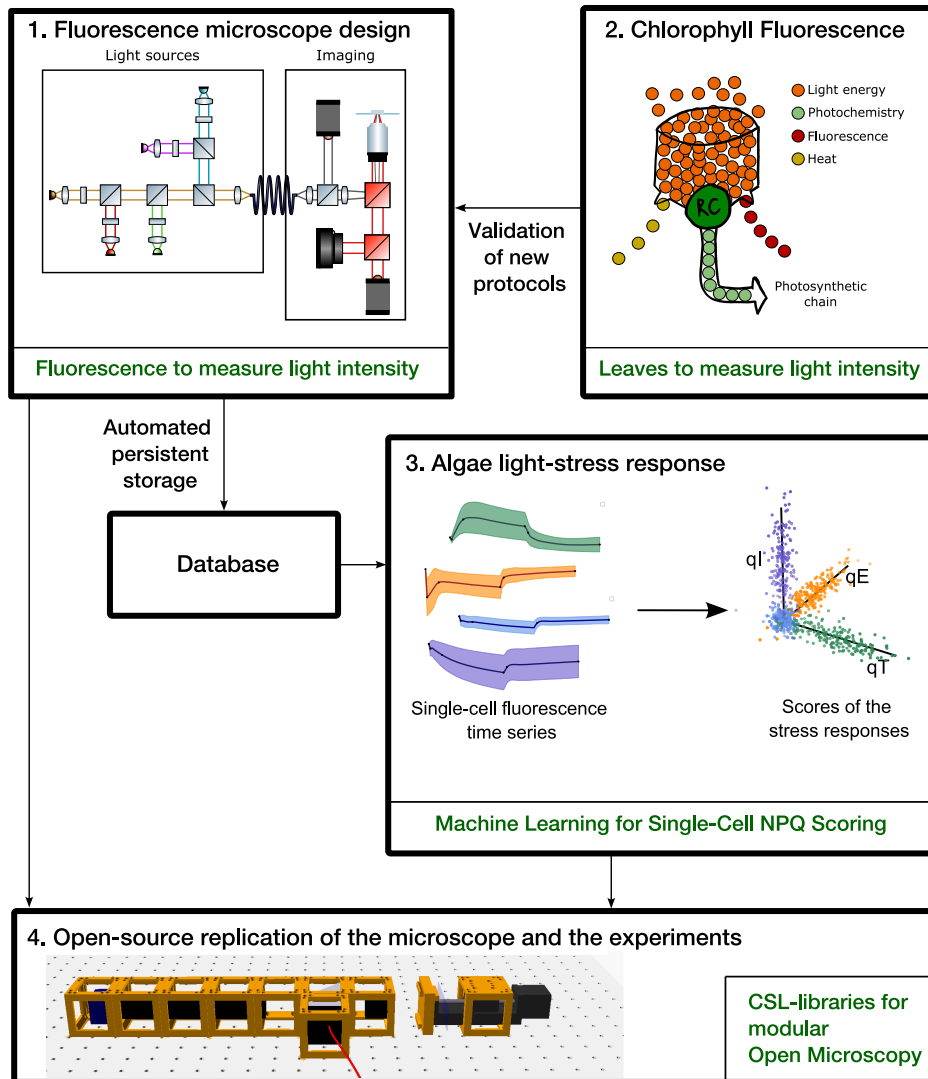 1. Fluorescence microscope design
Light sources
Imaging
Fluorescence to measure light intensity
2. Chlorophyll Fluorescence
Light energy
Photochemistry
Fluorescence
Heat
RC
Photosynthetic
chain
Leaves to measure light intensity
Validation
of new
protocols
Automated
persistent
storage
Database
3. Algae light-stress response
qI
qE
qT
Single-cell fluorescence
time series
Scores of the
stress responses
Machine Learning for Single-Cell NPQ Scoring
4. Open-source replication of the microscope and the experiments
CSL-libraries for
modular
Open Microscopy